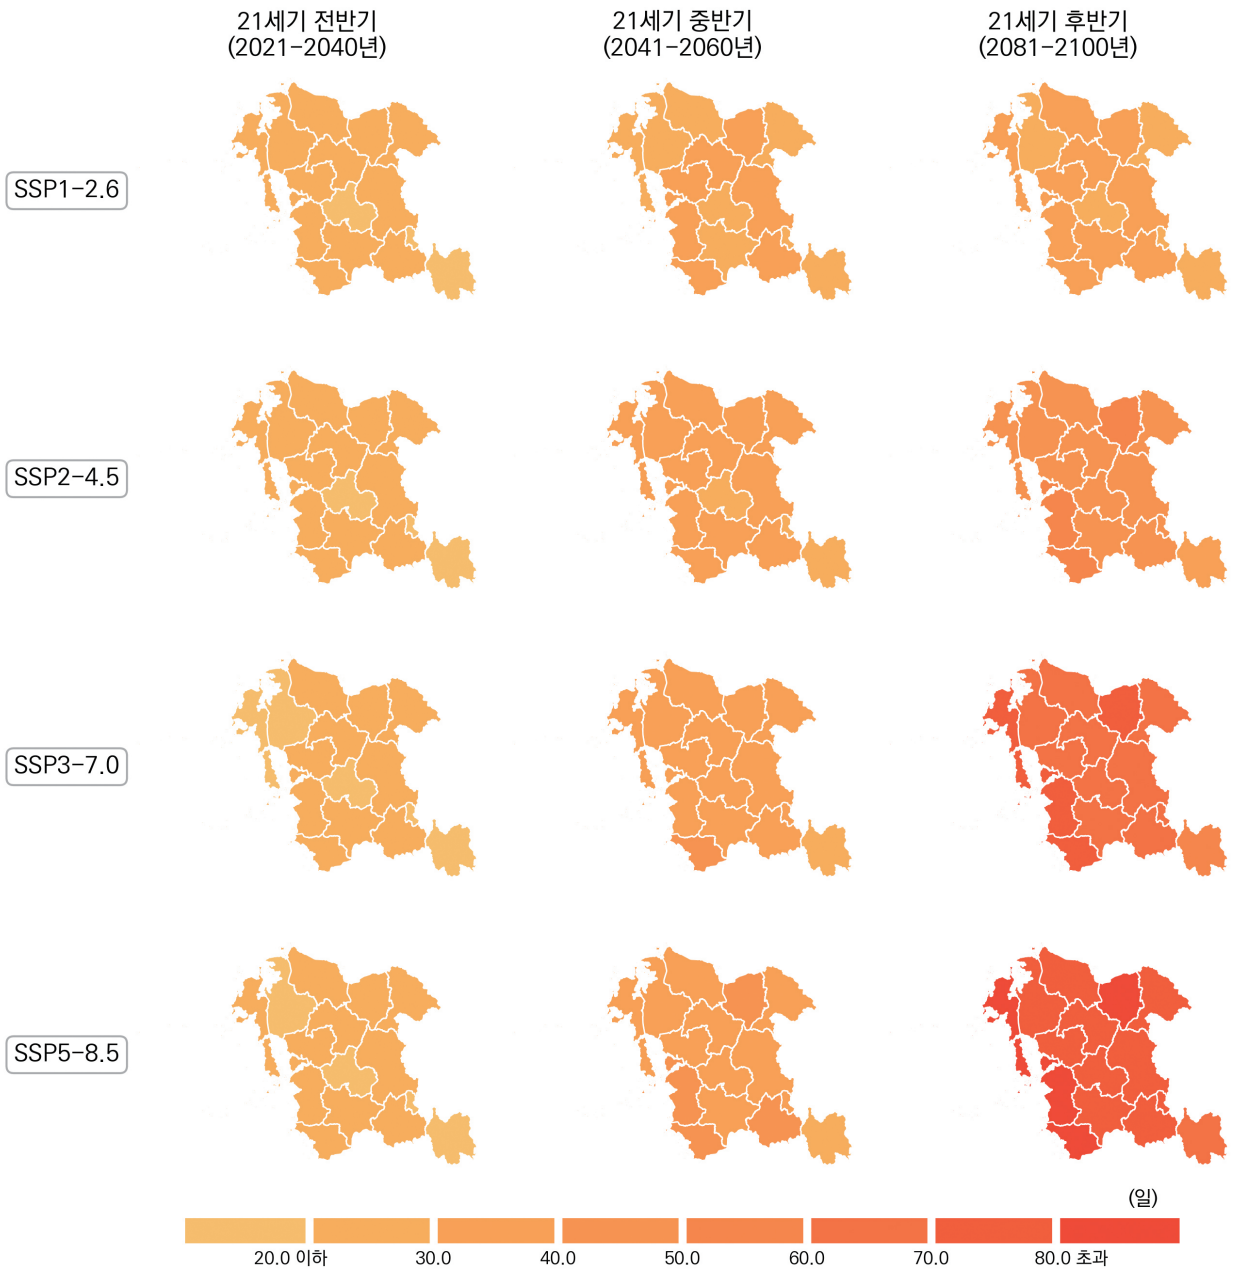 21세기 전반기
(2021-2040년)
21세기 중반기
(2041-2060년)
21세기 후반기
(2081-2100년)
SSP1-2.6
SSP2-4.5
SSP3-7.0
SSP5-8.5
(일)
20.0 이하
30.0
40.0
50.0
60.0
70.0
80.0 초과